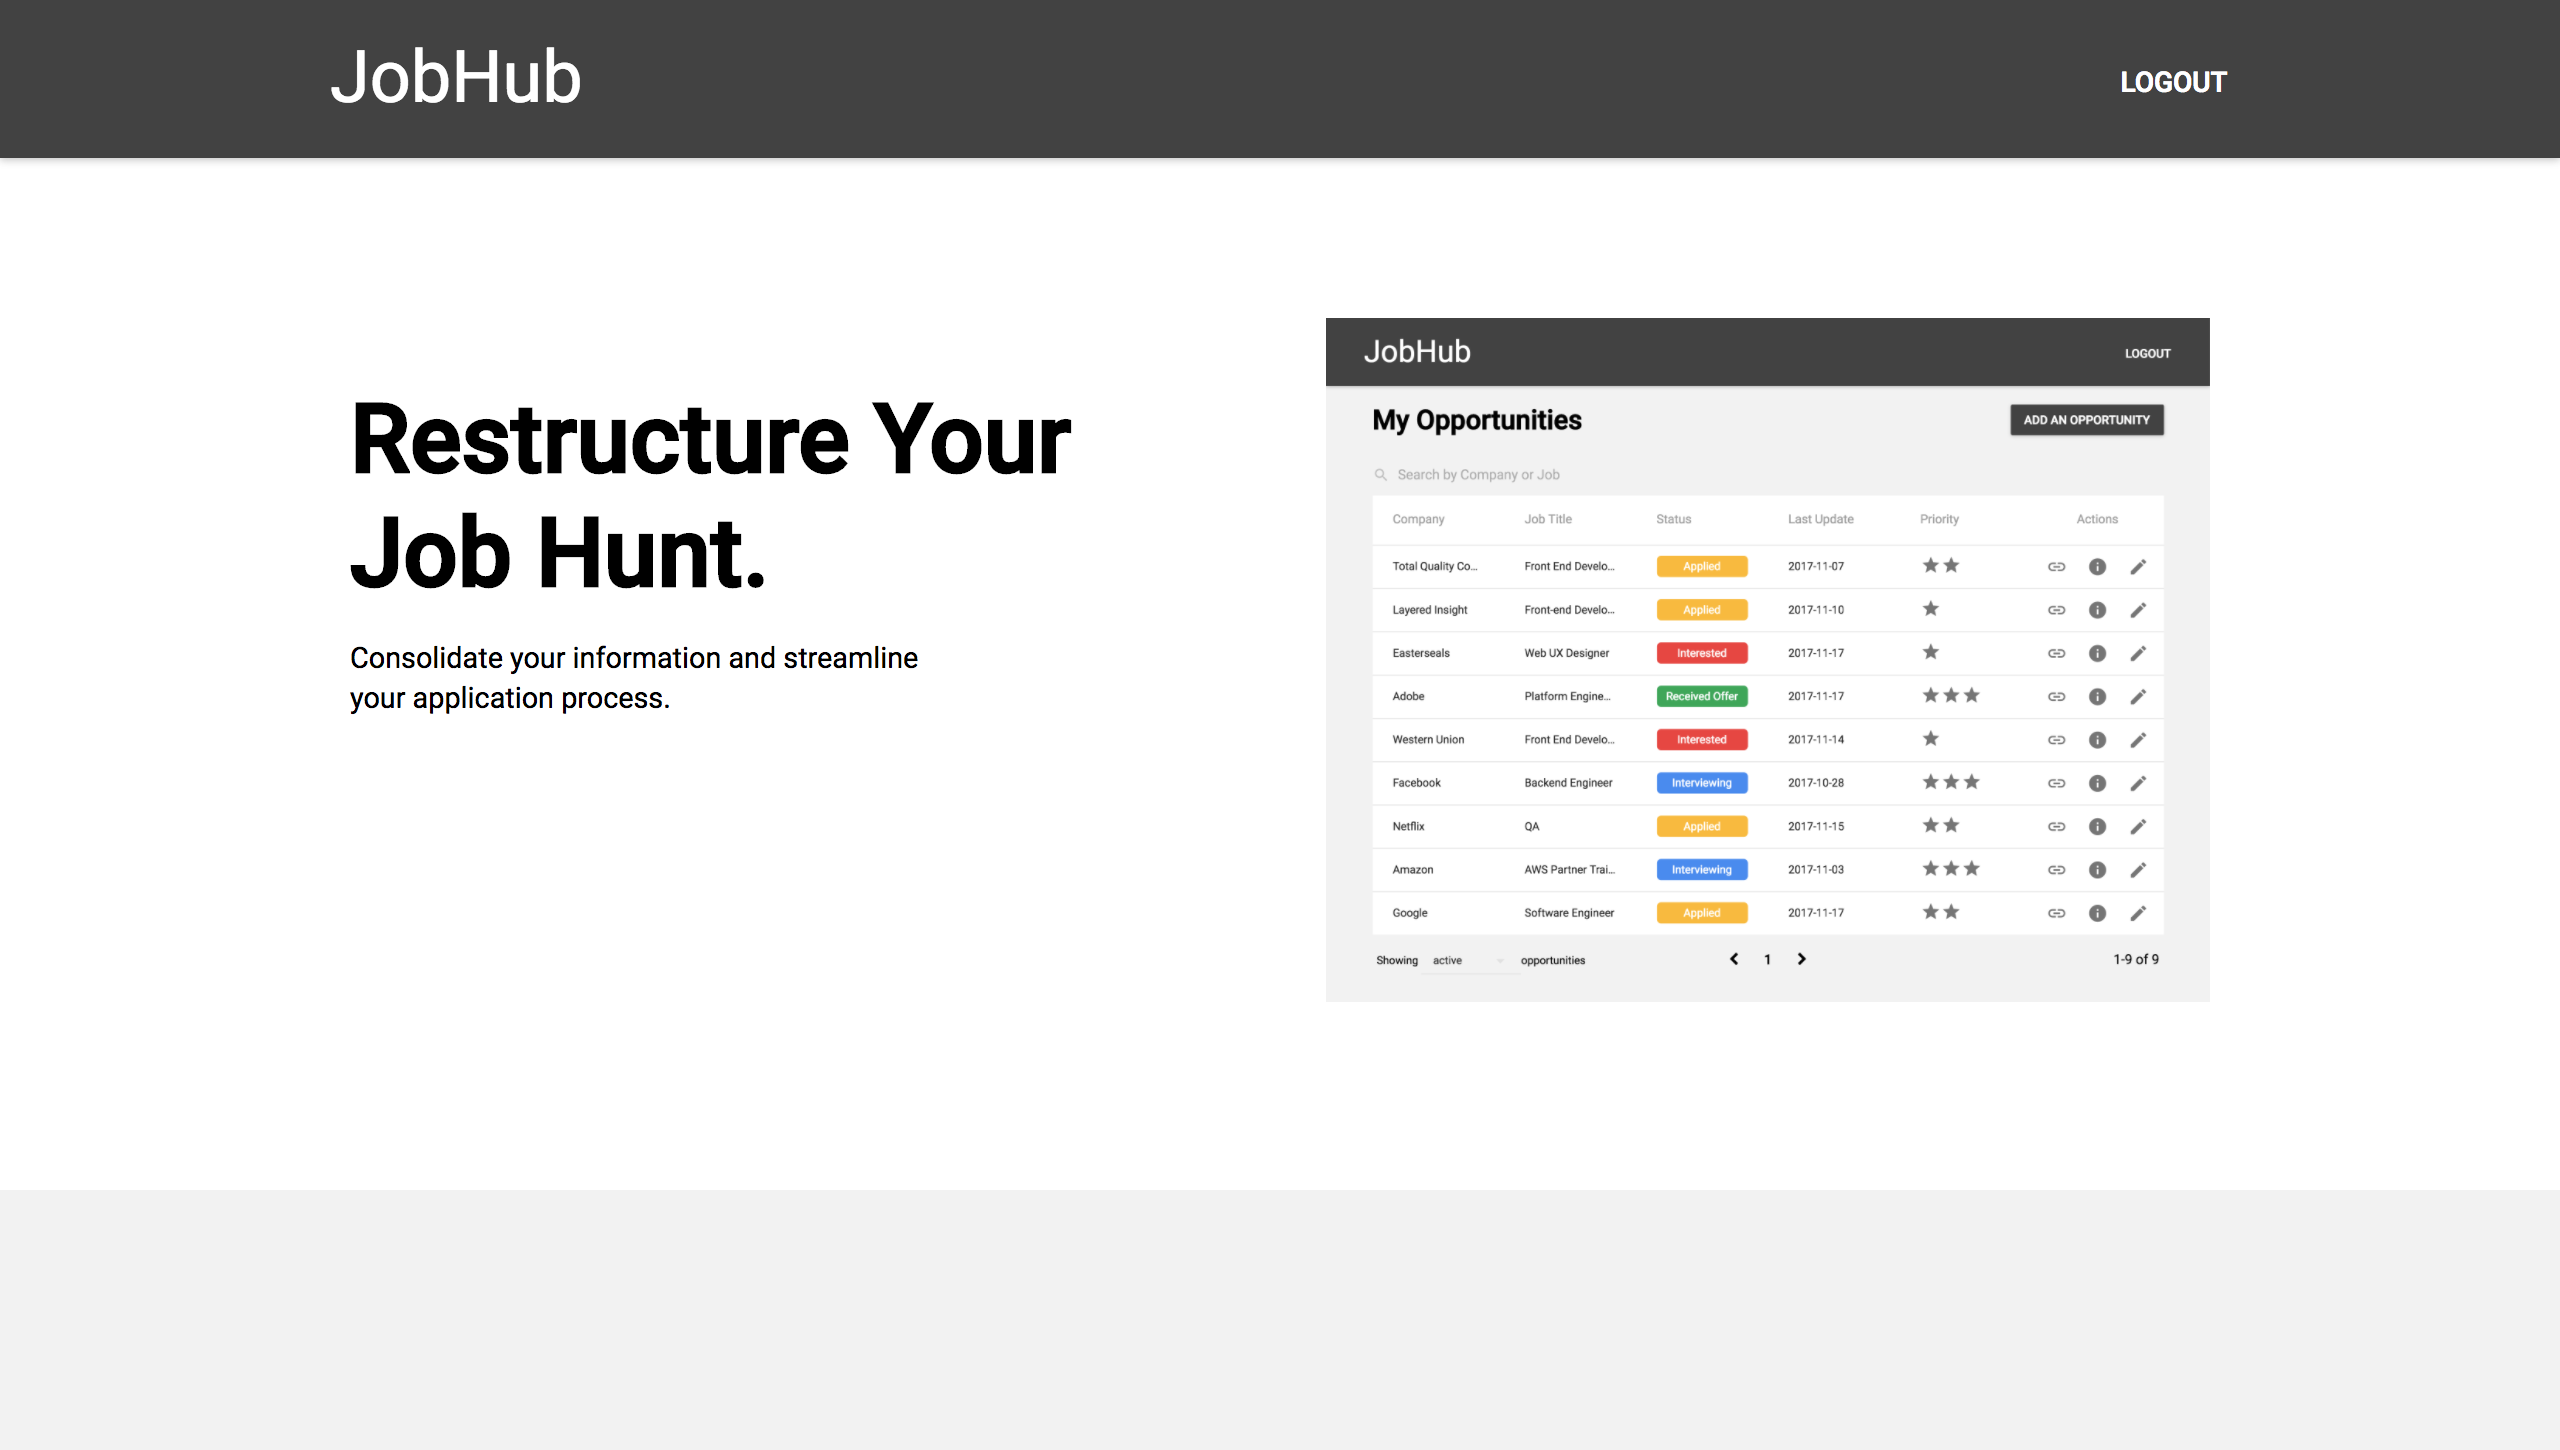 JobHub
LOGOUT
Restructure Your
Job Hunt.
Consolidate your information and streamline
your application process.
JobHub
LOGOUT
My Opportunities
ADD AN OPPORTUNITY
Search by Company or Job
Company Job Title Status Last Update Priority Actions
Total Quality Co... Front End Develo... Applied 2017-11-07
Layered Insight Front-end Develo... Applied 2017-11-10
Easterseals Web UX Designer Interested 2017-11-17
Adobe Platform Engine... Received Offer 2017-11-17
Western Union Front End Develo... Interested 2017-11-14
Facebook Backend Engineer Interviewing 2017-10-28
Netflix QA Applied 2017-11-15
Amazon AWS Partner Trai... Interviewing 2017-11-03
Google Software Engineer Applied 2017-11-17
Showing active opportunities 1 1-9 of 9